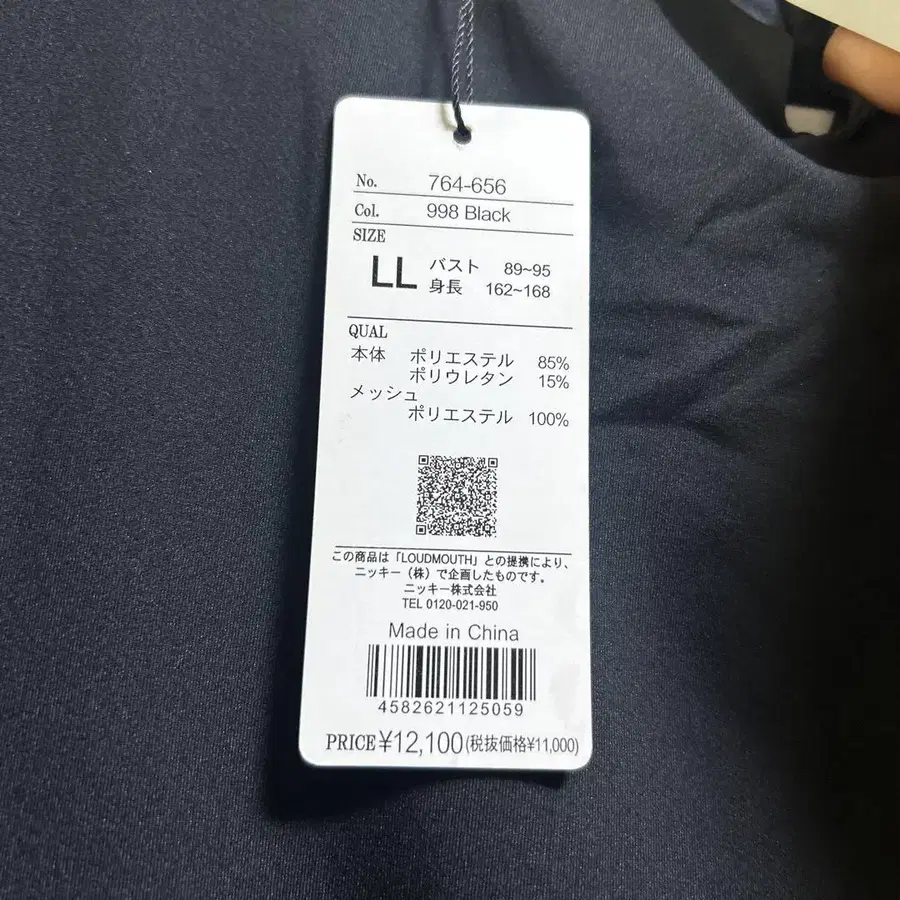 No. 764-656
Col. 998 Black
SIZE
LL バスト 89~95
身長 162~168
QUAL
本体 ポリエステル 85%
ポリウレタン 15%
メッシュ
ポリエステル 100%
この商品は「LOUDMOUTH」との提携により、
ニッキー（株）で企画したものです。
ニッキー株式会社
TEL 0120-021-950
Made in China
4582621125059
PRICE ¥12,100(税抜価格¥11,000)